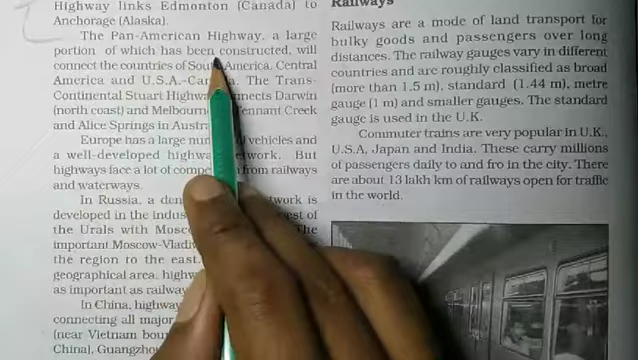 Highway links Edmonton (Canada) to
Anchorage (Alaska).
The Pan-American Highway, a large
portion of which has been constructed, will
connect the countries of South America, Central
America and U.S.A.-Canada. The Trans-
Continental Stuart Highway connects Darwin
(north coast) and Melbourne Tennant Creek
and Alice Springs in Austra
Europe has a large num vehicles and
a well-developed highway network. But
highways face a lot of compe from railways
and waterways.
In Russia, a den work is
developed in the indus est of
the Urals with Mosc The
important Moscow-Vladiv
the region to the east.
geographical area, highw
as important as railway
In China, highway
connecting all major
(near Vietnam bou
China), Guangzho
Railways
Railways are a mode of land transport for
bulky goods and passengers over long
distances. The railway gauges vary in different
countries and are roughly classified as broad
(more than 1.5 m), standard (1.44 m), metre
gauge (1 m) and smaller gauges. The standard
gauge is used in the U.K.
Commuter trains are very popular in U.K.,
U.S.A, Japan and India. These carry millions
of passengers daily to and fro in the city. There
are about 13 lakh km of railways open for traffic
in the world.